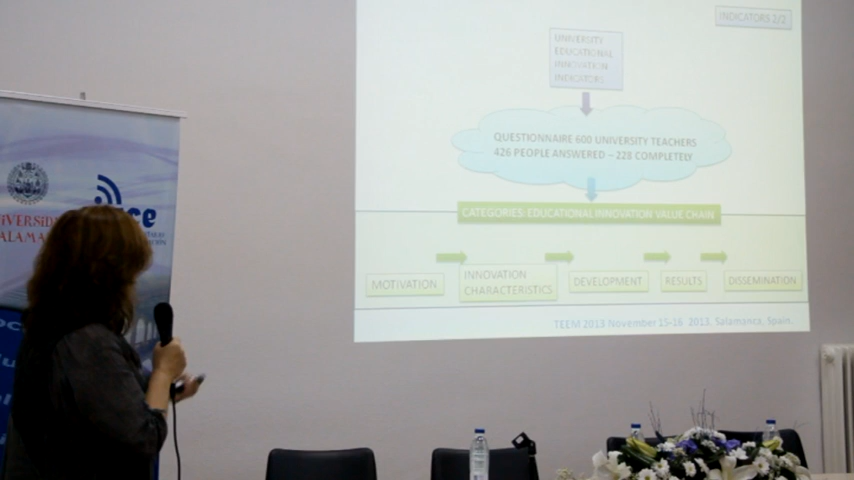 INDICATORS 2/2
UNIVERSITY
EDUCATIONAL
INNOVATION
INDICATORS
QUESTIONNAIRE 600 UNIVERSITY TEACHERS
426 PEOPLE ANSWERED – 228 COMPLETELY
CATEGORIES: EDUCATIONAL INNOVATION VALUE CHAIN
MOTIVATION
INNOVATION
CHARACTERISTICS
DEVELOPMENT
RESULTS
DISSEMINATION
TEEM 2013 November 15-16 2013, Salamanca, Spain.